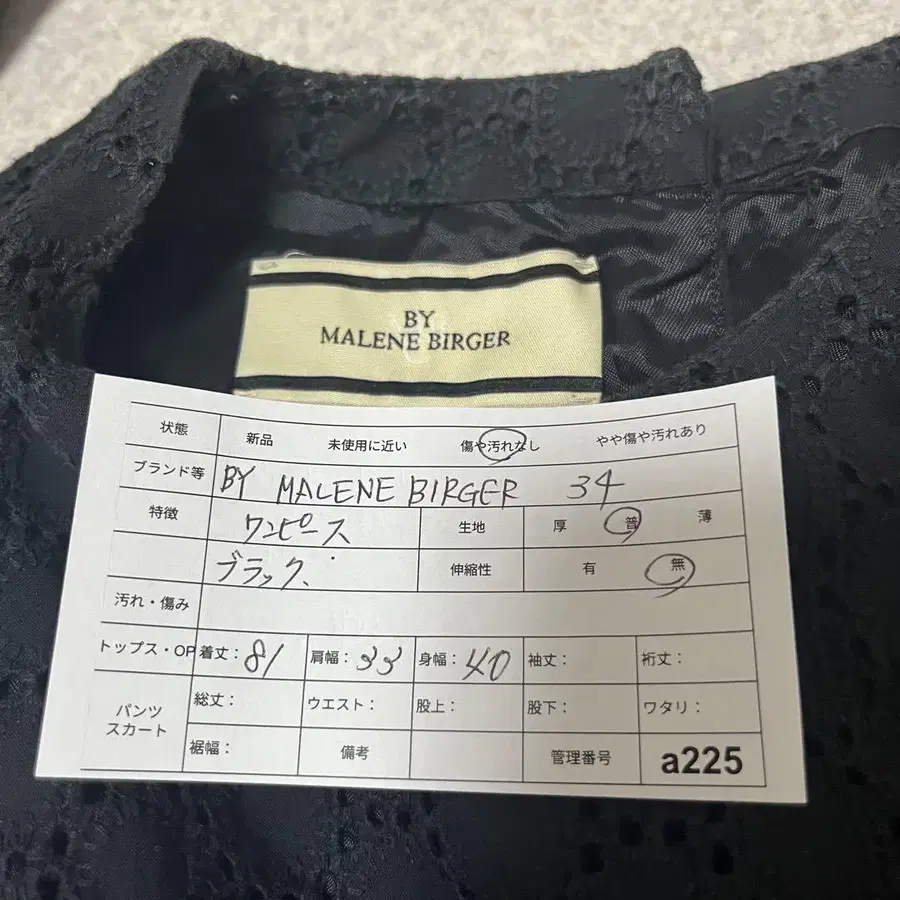 BY
MALENE BIRGER
状態 新品 未使用に近い 傷や汚れなし やや傷や汚れあり
ブランド等 BY MALENE BIRGER 34
特徴 ワンピース 生地 厚 普 薄
ブラック 伸縮性 有 無
汚れ・傷み
トップス・OP 着丈：81 肩幅：33 身幅：40 袖丈： 裄丈：
パンツ スカート 総丈： ウエスト： 股上： 股下： ワタリ：
裾幅： 備考 管理番号 a225